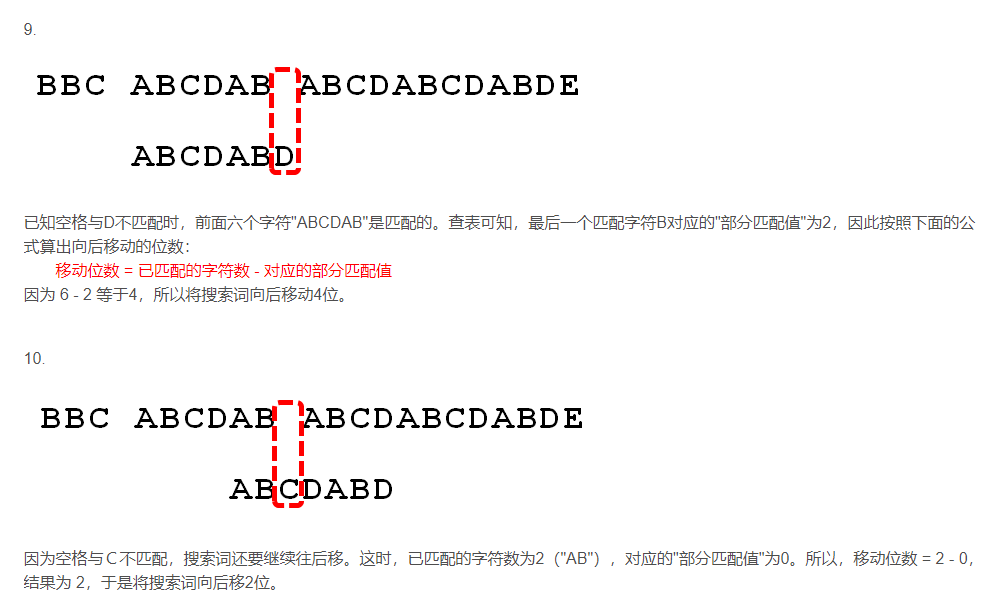 9.
BBC ABCDAB ABCDABCDABDE
ABCDABD
已知空格与D不匹配时，前面六个字符"ABCDAB"是匹配的。查表可知，最后一个匹配字符B对应的"部分匹配值"为2，因此按照下面的公
式算出向后移动的位数：
移动位数 = 已匹配的字符数 - 对应的部分匹配值
因为 6 - 2 等于4，所以将搜索词向后移动4位。
10.
BBC ABCDAB ABCDABCDABDE
ABCDABD
因为空格与Ｃ不匹配，搜索词还要继续往后移。这时，已匹配的字符数为2（"AB"），对应的"部分匹配值"为0。所以，移动位数 = 2 - 0，
结果为 2，于是将搜索词向后移2位。